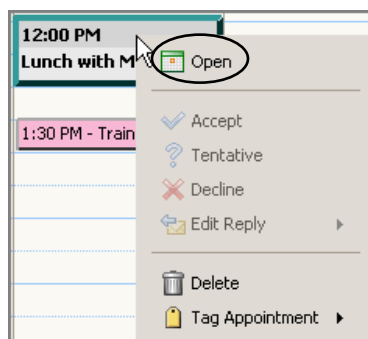 12:00 PM
Lunch with M
Open
Accept
1:30 PM - Train
Tentative
Decline
Edit Reply
Delete
Tag Appointment